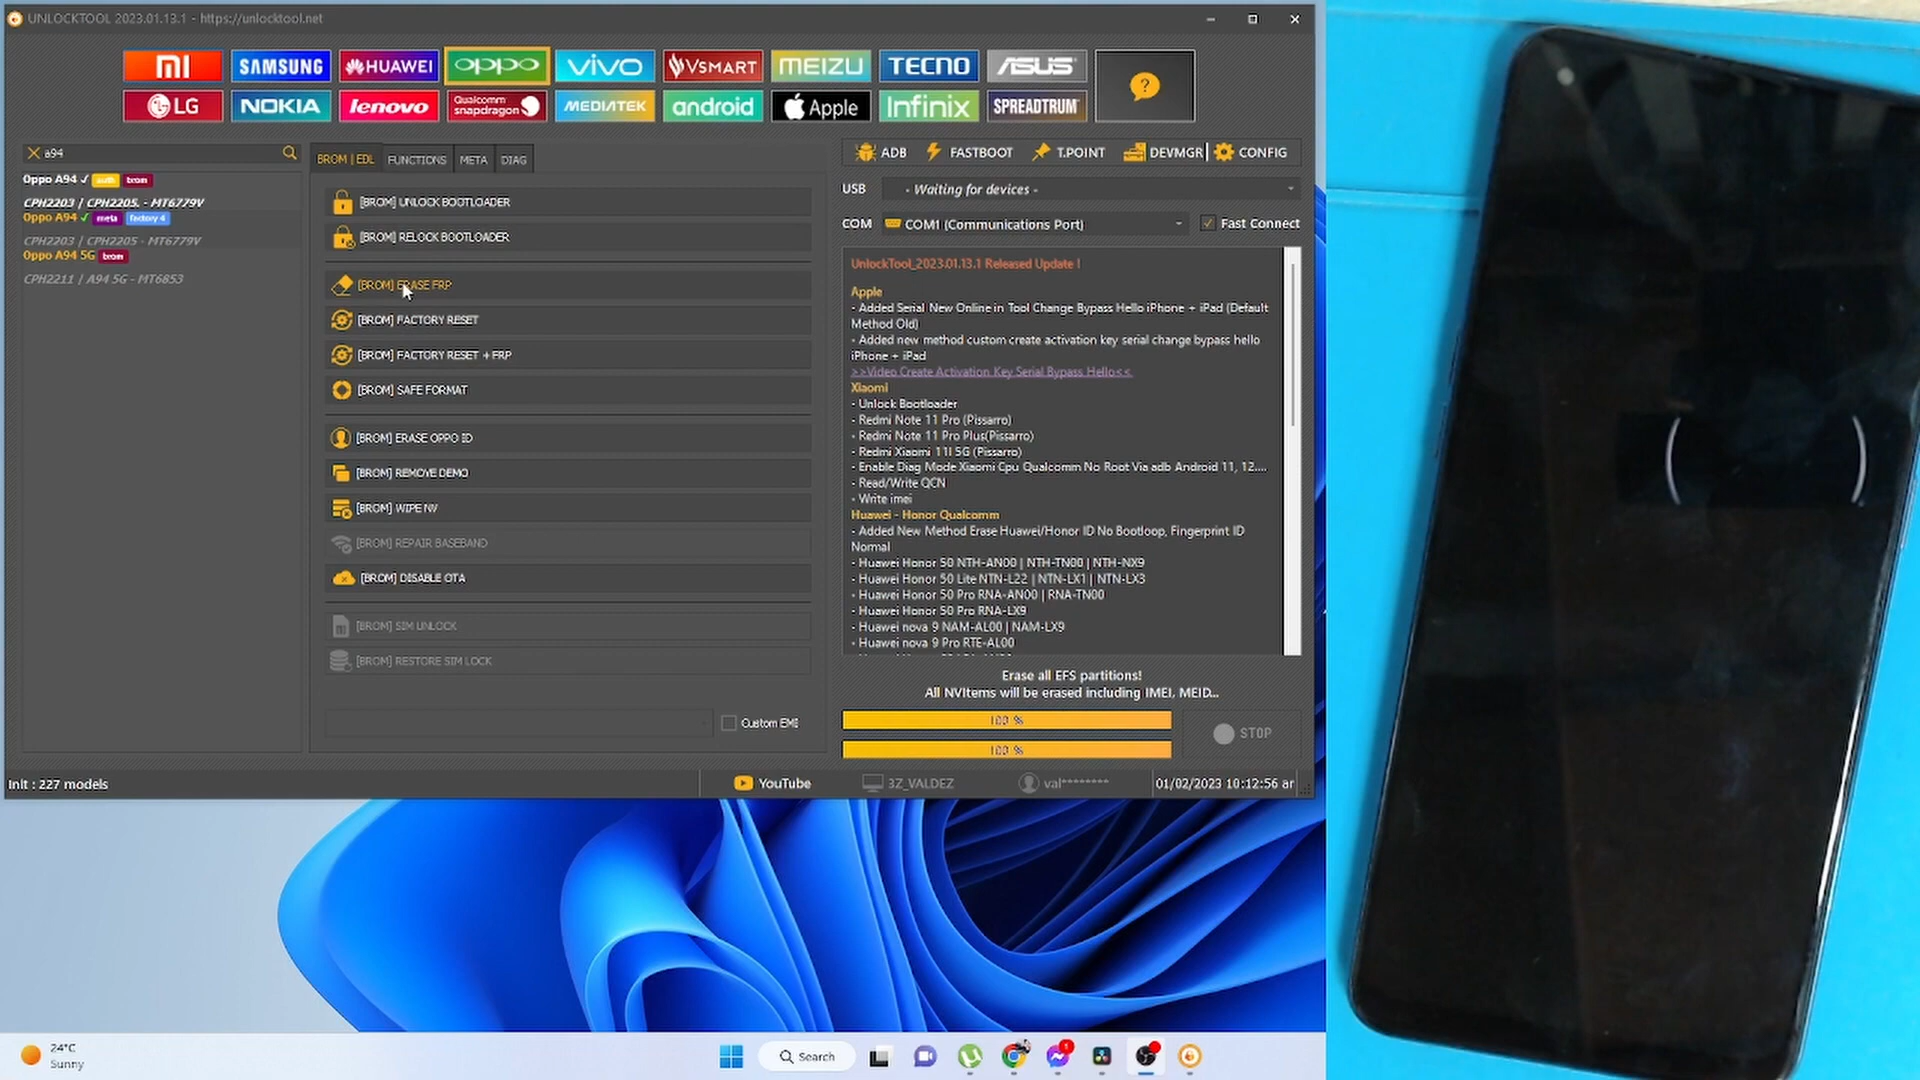 UNLOCKTOOL 2023.01.13.1 - https://unlocktool.net
mi
SAMSUNG
HUAWEI
oppo
vivo
VSMART
MEIZU
TECNO
ASUS
?
LG
NOKIA
lenovo
Qualcomm
snapdragon
MEDIATEK
android
Apple
Infinix
SPREADTRUM
a94
Oppo A94 ✓ auth brom
CPH2203 / CPH2205. - MT6779V
Oppo A94 ✓ meta factory 4
CPH2203 / CPH2205 - MT6779V
Oppo A94 5G brom
CPH2211 / A94 5G - MT6853
BROM | EDL
FUNCTIONS
META
DIAG
[BROM] UNLOCK BOOTLOADER
[BROM] RELOCK BOOTLOADER
[BROM] ERASE FRP
[BROM] FACTORY RESET
[BROM] FACTORY RESET + FRP
[BROM] SAFE FORMAT
[BROM] ERASE OPPO ID
[BROM] REMOVE DEMO
[BROM] WIPE NV
[BROM] REPAIR BASEBAND
[BROM] DISABLE OTA
[BROM] SIM UNLOCK
[BROM] RESTORE SIM LOCK
Custom EMI
ADB
FASTBOOT
T.POINT
DEVMGR
CONFIG
USB - Waiting for devices -
COM COM1 (Communications Port)
Fast Connect
UnlockTool_2023.01.13.1 Released Update !
Apple
- Added Serial New Online in Tool Change Bypass Hello iPhone + iPad (Default
Method Old)
- Added new method custom create activation key serial change bypass hello
iPhone + iPad
>>Video Create Activation Key Serial Bypass Hello<<
Xiaomi
- Unlock Bootloader
- Redmi Note 11 Pro (Pissarro)
- Redmi Note 11 Pro Plus(Pissarro)
- Redmi Xiaomi 11I 5G (Pissarro)
- Enable Diag Mode Xiaomi Cpu Qualcomm No Root Via adb Android 11, 12....
- Read/Write QCN
- Write imei
Huawei - Honor Qualcomm
- Added New Method Erase Huawei/Honor ID No Bootloop, Fingerprint ID
Normal
- Huawei Honor 50 NTH-AN00 | NTH-TN00 | NTH-NX9
- Huawei Honor 50 Lite NTN-L22 | NTN-LX1 | NTN-LX3
- Huawei Honor 50 Pro RNA-AN00 | RNA-TN00
- Huawei Honor 50 Pro RNA-LX9
- Huawei nova 9 NAM-AL00 | NAM-LX9
- Huawei nova 9 Pro RTE-AL00
Erase all EFS partitions!
All NVItems will be erased including IMEI, MEID...
100 %
100 %
STOP
Init : 227 models
YouTube
3Z_VALDEZ
val********
01/02/2023 10:12:56 ar
24°C
Sunny
Search
1